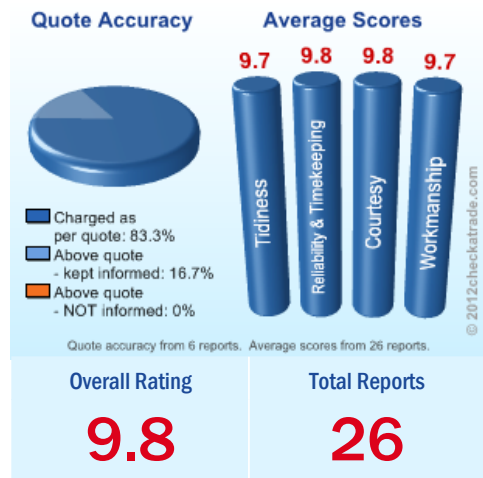 Quote Accuracy
Average Scores
9.7
9.8
9.8
9.7
Tidiness
Reliability & Timekeeping
Courtesy
Workmanship
Charged as
per quote: 83.3%
Above quote
- kept informed: 16.7%
Above quote
- NOT informed: 0%
© 2012checkatrade.com
Quote accuracy from 6 reports. Average scores from 26 reports.
Overall Rating
9.8
Total Reports
26